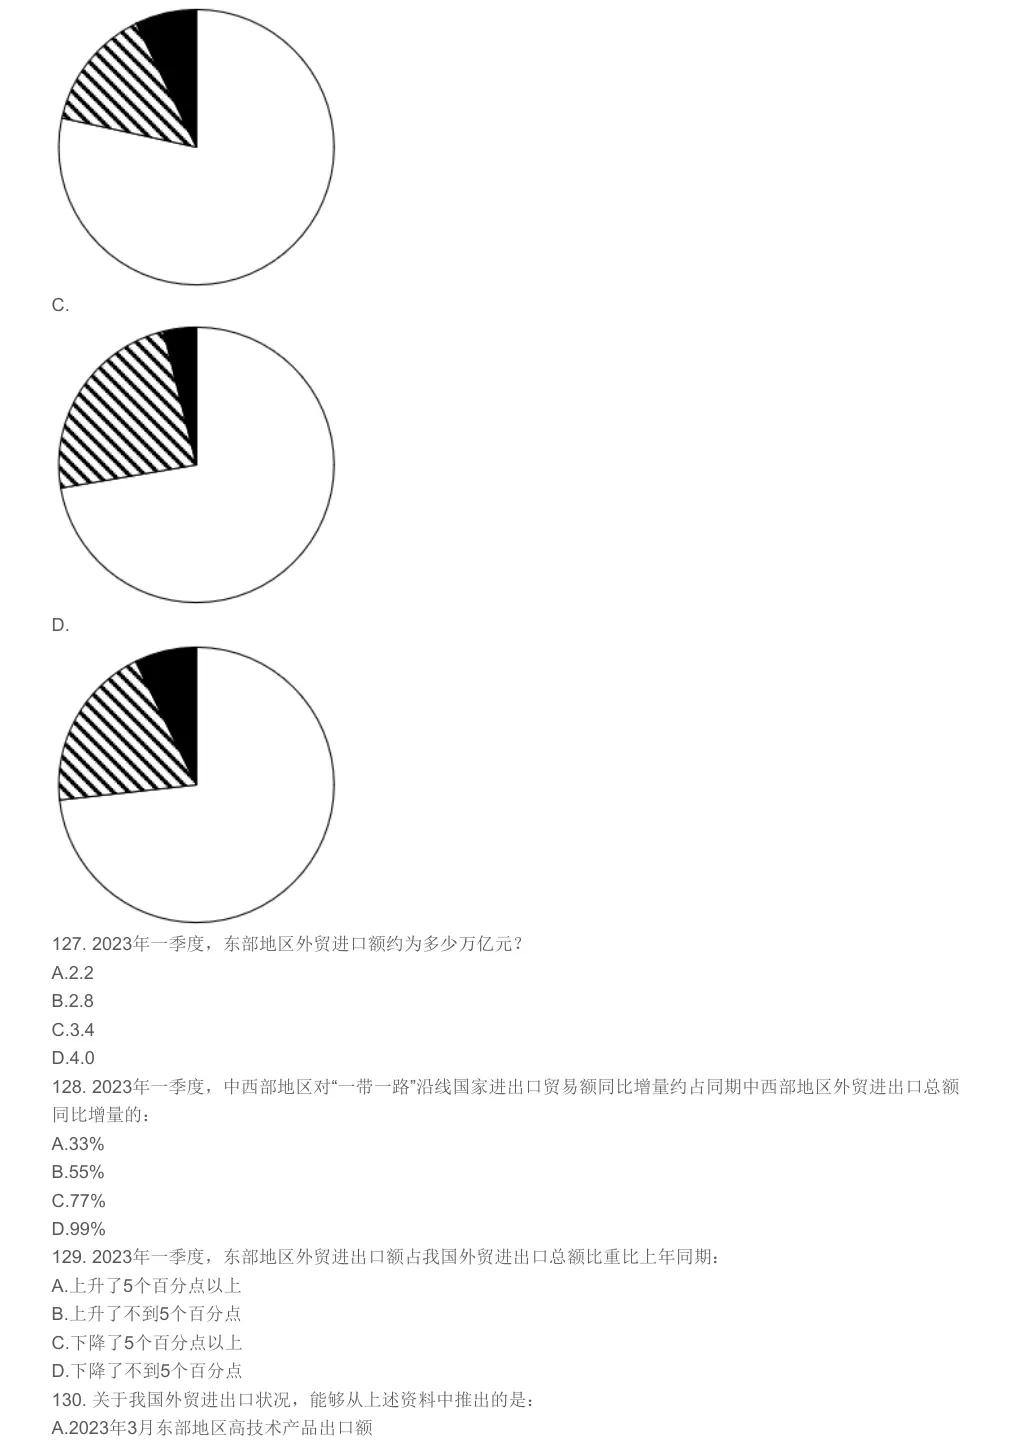 C.
D.
127. 2023年一季度，东部地区外贸进口额约为多少万亿元？
A.2.2
B.2.8
C.3.4
D.4.0
128. 2023年一季度，中西部地区对“一带一路”沿线国家进出口贸易额同比增量约占同期中西部地区外贸进出口总额
同比增量的：
A.33%
B.55%
C.77%
D.99%
129. 2023年一季度，东部地区外贸进出口额占我国外贸进出口总额比重比上年同期：
A.上升了5个百分点以上
B.上升了不到5个百分点
C.下降了5个百分点以上
D.下降了不到5个百分点
130. 关于我国外贸进出口状况，能够从上述资料中推出的是：
A.2023年3月东部地区高技术产品出口额